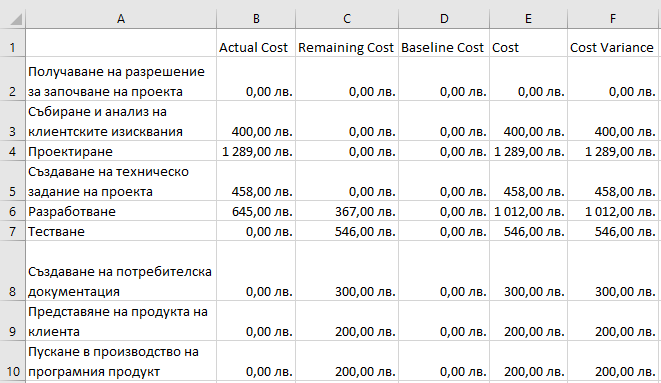 A B C D E F
1 Actual Cost Remaining Cost Baseline Cost Cost Cost Variance
Получаване на разрешение
2 за започване на проекта 0,00 лв. 0,00 лв. 0,00 лв. 0,00 лв. 0,00 лв.
Събиране и анализ на
3 клиентските изисквания 400,00 лв. 0,00 лв. 0,00 лв. 400,00 лв. 400,00 лв.
4 Проектиране 1 289,00 лв. 0,00 лв. 0,00 лв. 1 289,00 лв. 1 289,00 лв.
Създаване на техническо
5 задание на проекта 458,00 лв. 0,00 лв. 0,00 лв. 458,00 лв. 458,00 лв.
6 Разработване 645,00 лв. 367,00 лв. 0,00 лв. 1 012,00 лв. 1 012,00 лв.
7 Тестване 0,00 лв. 546,00 лв. 0,00 лв. 546,00 лв. 546,00 лв.
Създаване на потребителска
8 документация 0,00 лв. 300,00 лв. 0,00 лв. 300,00 лв. 300,00 лв.
Представяне на продукта на
9 клиента 0,00 лв. 200,00 лв. 0,00 лв. 200,00 лв. 200,00 лв.
Пускане в производство на
10 програмния продукт 0,00 лв. 200,00 лв. 0,00 лв. 200,00 лв. 200,00 лв.